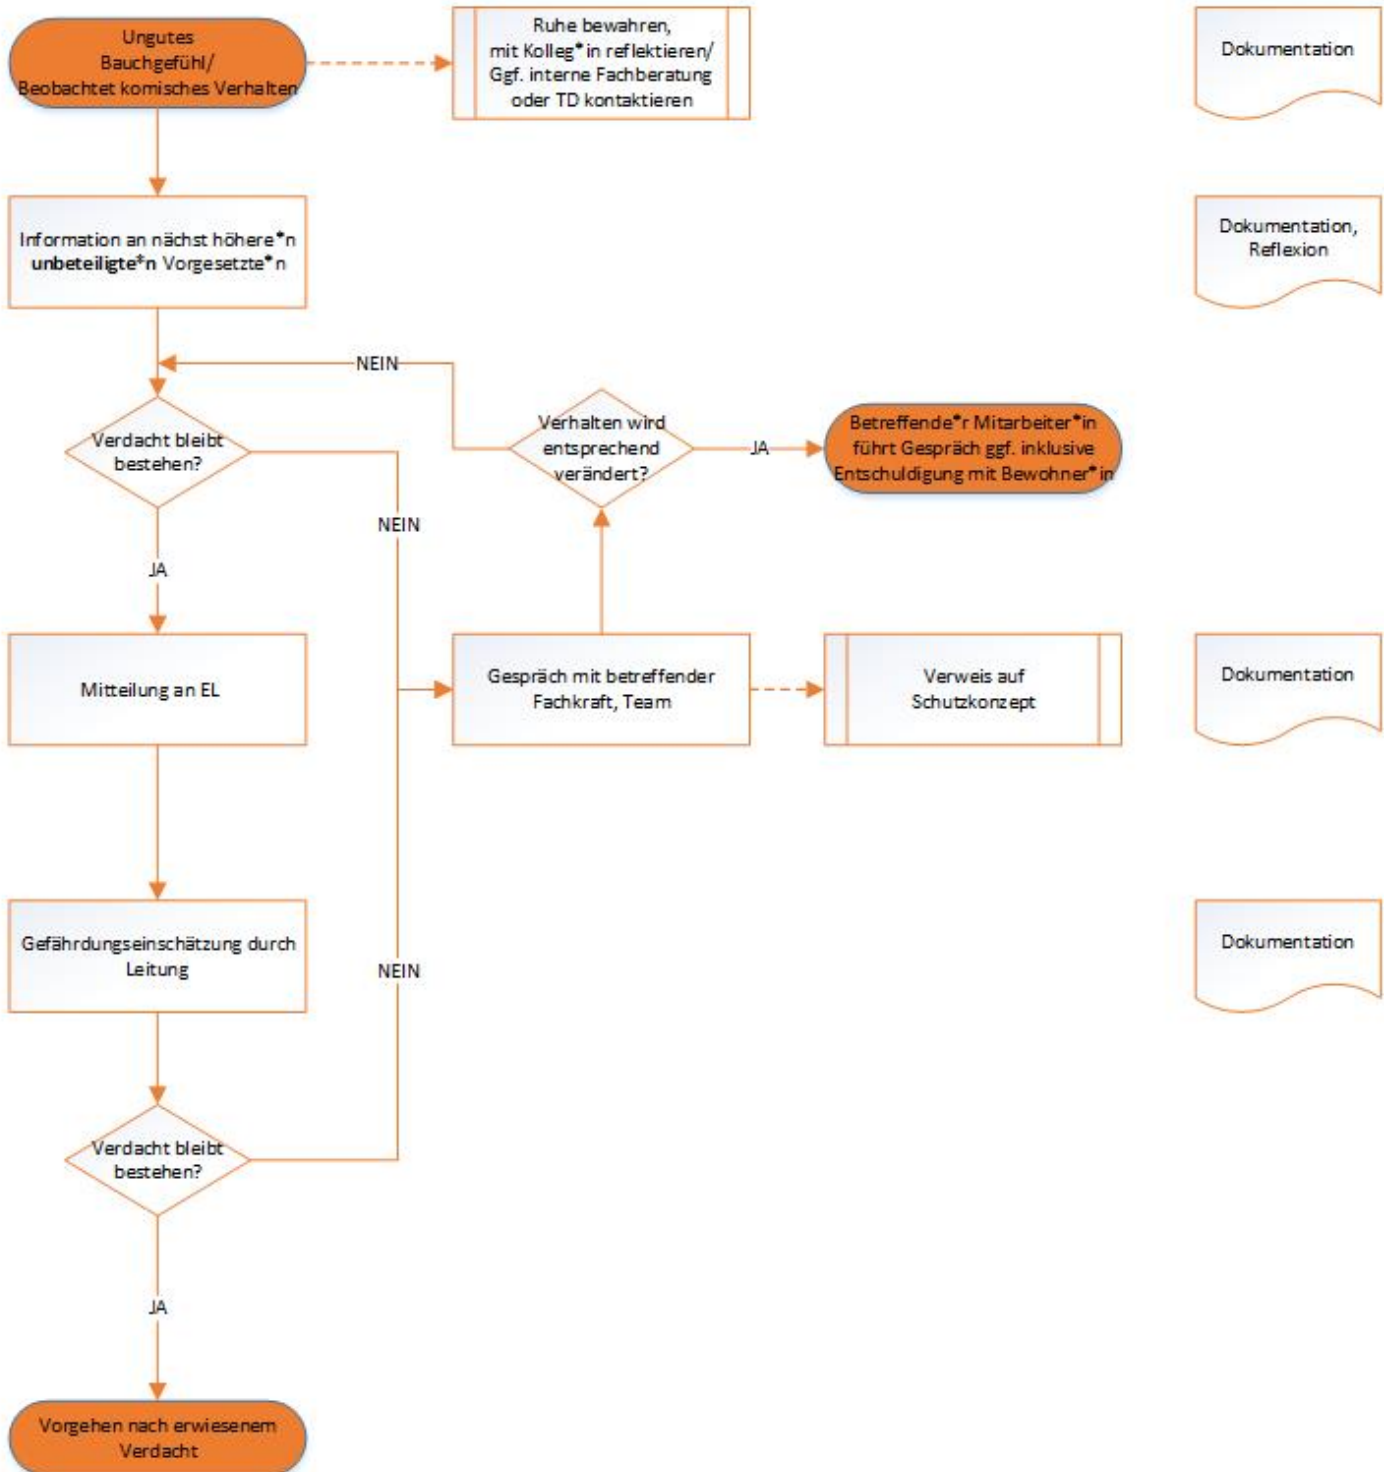 Ungutes
Bauchgefühl/
Beobachtet komisches Verhalten
Ruhe bewahren,
mit Kolleg*in reflektieren/
Ggf. interne Fachberatung
oder TD kontaktieren
Dokumentation
Information an nächst höhere*n
unbeteiligte*n Vorgesetzte*n
Dokumentation,
Reflexion
NEIN
Verdacht bleibt
bestehen?
Verhalten wird
entsprechend
verändert?
JA
Betreffende*r Mitarbeiter*in
führt Gespräch ggf. inklusive
Entschuldigung mit Bewohner*in
NEIN
JA
Mitteilung an EL
Gespräch mit betreffender
Fachkraft, Team
Verweis auf
Schutzkonzept
Dokumentation
Gefährdungseinschätzung durch
Leitung
NEIN
Dokumentation
Verdacht bleibt
bestehen?
JA
Vorgehen nach erwiesenem
Verdacht